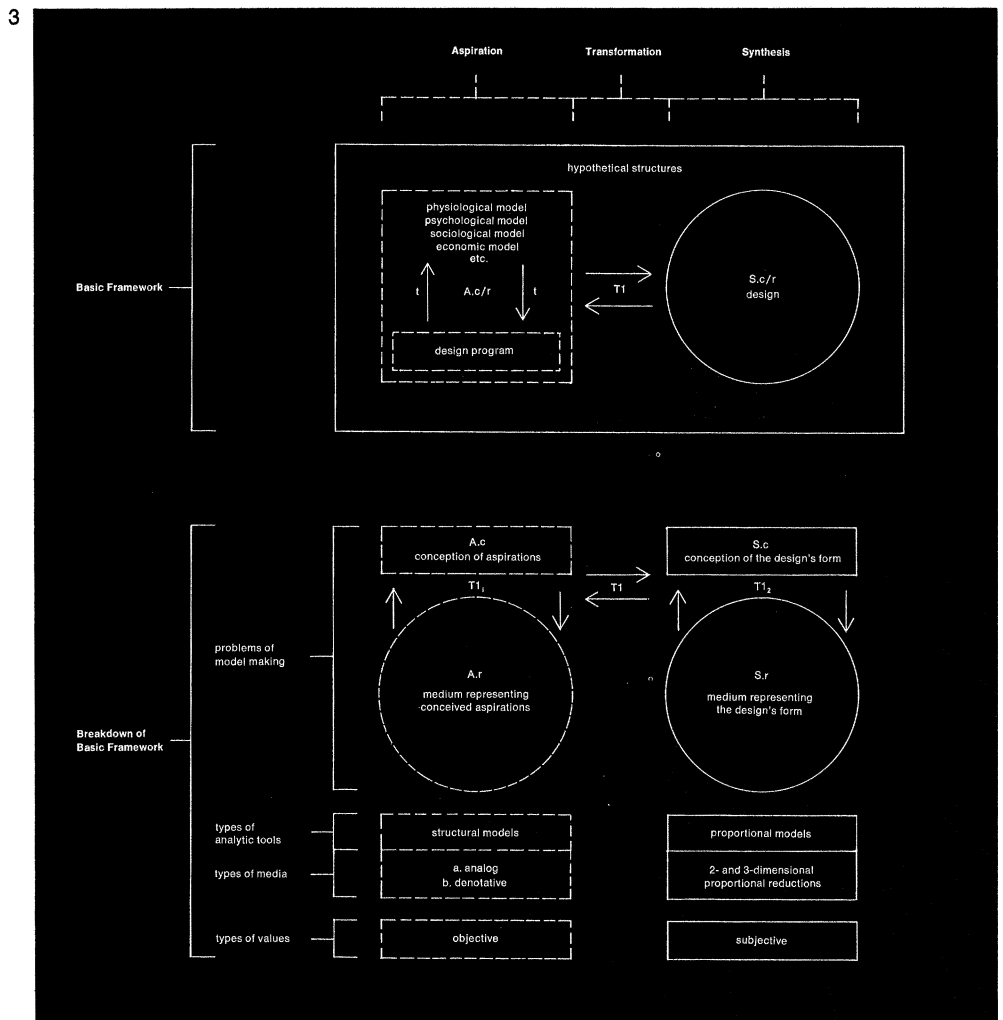 3
Aspiration
Transformation
Synthesis
hypothetical structures
physiological model
psychological model
sociological model
economic model
etc.
t
A.c/r
t
design program
T1
S.c/r
design
Basic Framework
A.c
conception of aspirations
S.c
conception of the design's form
T1₁
T1
T1₂
problems of
model making
A.r
medium representing
conceived aspirations
S.r
medium representing
the design's form
Breakdown of
Basic Framework
types of
analytic tools
structural models
proportional models
types of media
a. analog
b. denotative
2- and 3-dimensional
proportional reductions
types of values
objective
subjective